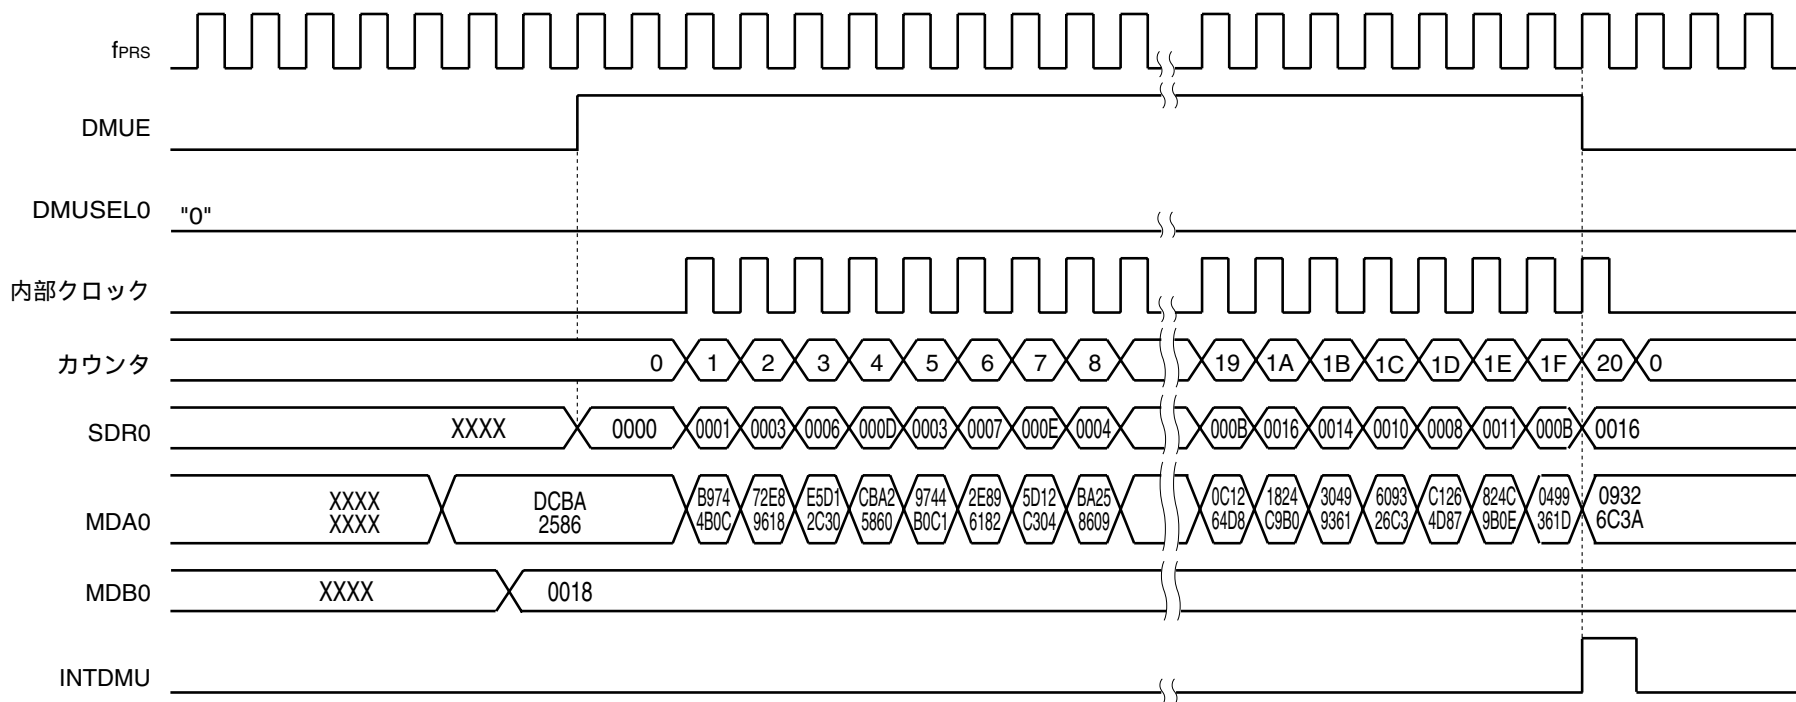 fPRS
DMUE
DMUSEL0 "0"
内部クロック
カウンタ 0 1 2 3 4 5 6 7 8 19 1A 1B 1C 1D 1E 1F 20 0
SDR0 XXXX 0000 0001 0003 0006 000D 0003 0007 000E 0004 000B 0016 0014 0010 0008 0011 000B 0016
XXXX DCBA B974 72E8 E5D1 CBA2 9744 2E89 5D12 BA25 0C12 1824 3049 6093 C126 824C 0499 0932
MDA0
XXXX 2586 4B0C 9618 2C30 5860 B0C1 6182 C304 8609 64D8 C9B0 9361 26C3 4D87 9B0E 361D 6C3A
MDB0 XXXX 0018
INTDMU